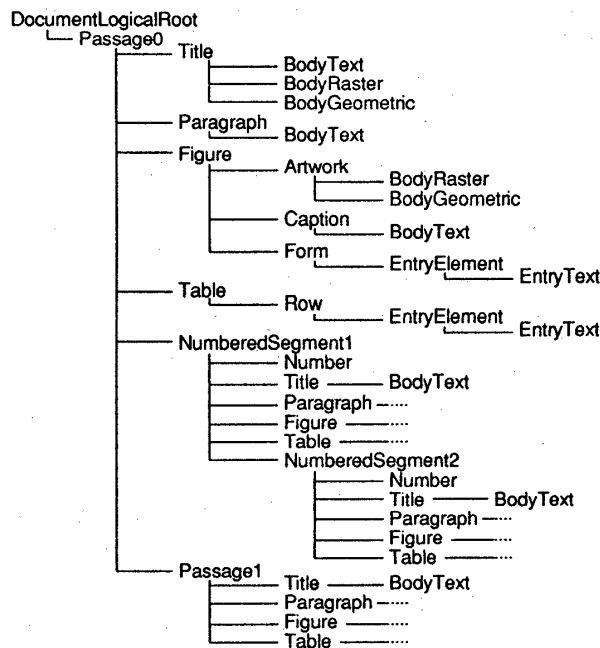 DocumentLogicalRoot
Passage0
Title
BodyText
BodyRaster
BodyGeometric
Paragraph
BodyText
Figure
Artwork
BodyRaster
BodyGeometric
Caption
BodyText
Form
EntryElement
EntryText
Table
Row
EntryElement
EntryText
NumberedSegment1
Number
Title BodyText
Paragraph
Figure
Table
NumberedSegment2
Number
Title BodyText
Paragraph
Figure
Table
Passage1
Title BodyText
Paragraph
Figure
Table